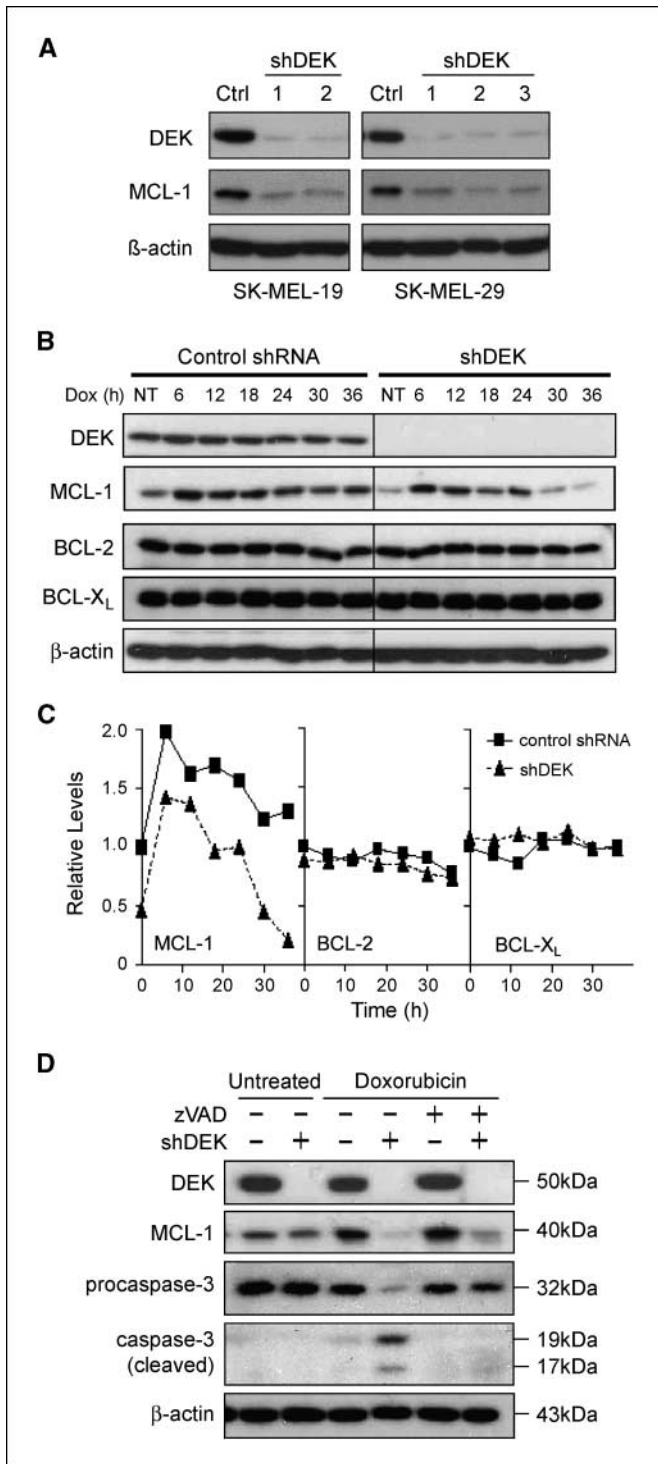 A
shDEK shDEK
Ctrl 1 2 Ctrl 1 2 3
DEK
MCL-1
ß-actin
SK-MEL-19 SK-MEL-29
B
Control shRNA shDEK
Dox (h) NT 6 12 18 24 30 36 NT 6 12 18 24 30 36
DEK
MCL-1
BCL-2
BCL-XL
β-actin
C
2.0
1.5
1.0
0.5
0
Relative Levels
control shRNA
shDEK
MCL-1 BCL-2 BCL-XL
0 10 20 30 0 10 20 30 0 10 20 30
Time (h)
D
Untreated Doxorubicin
zVAD – – – – + +
shDEK – + – + – +
DEK 50kDa
MCL-1 40kDa
procaspase-3 32kDa
caspase-3 19kDa
(cleaved) 17kDa
β-actin 43kDa